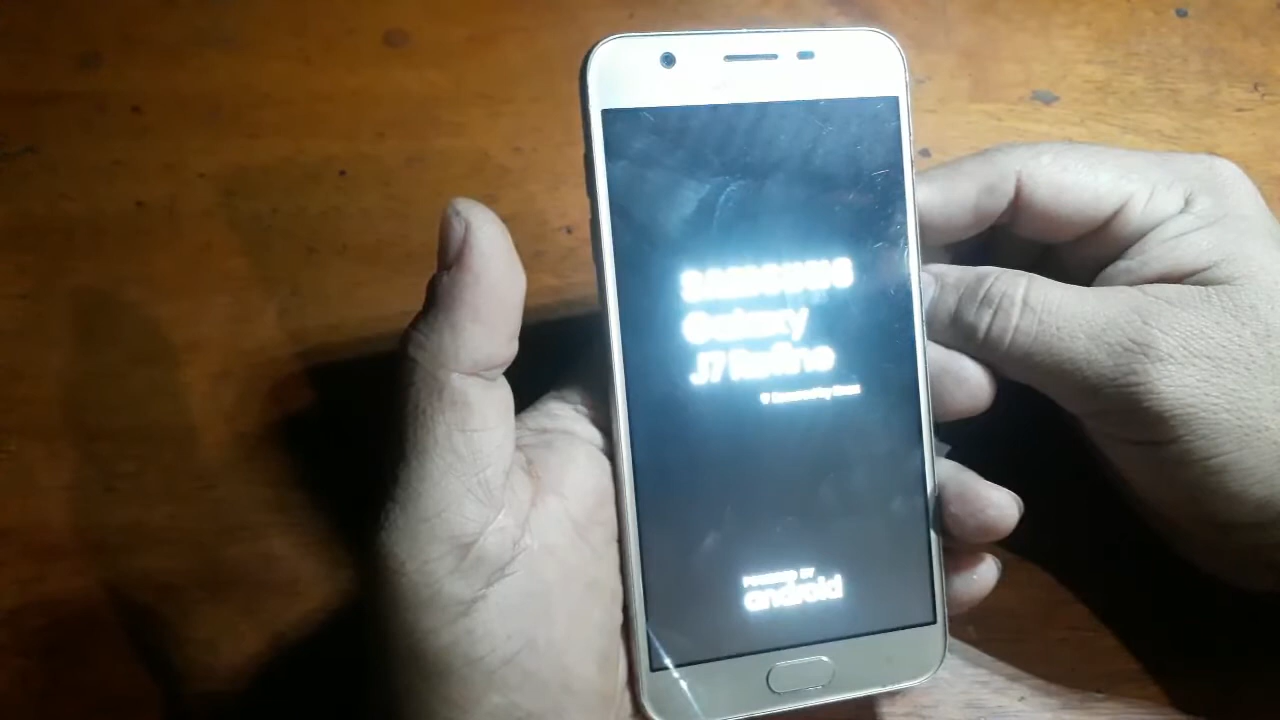 SAMSUNG
Galaxy
J7 Refine
POWERED BY
android